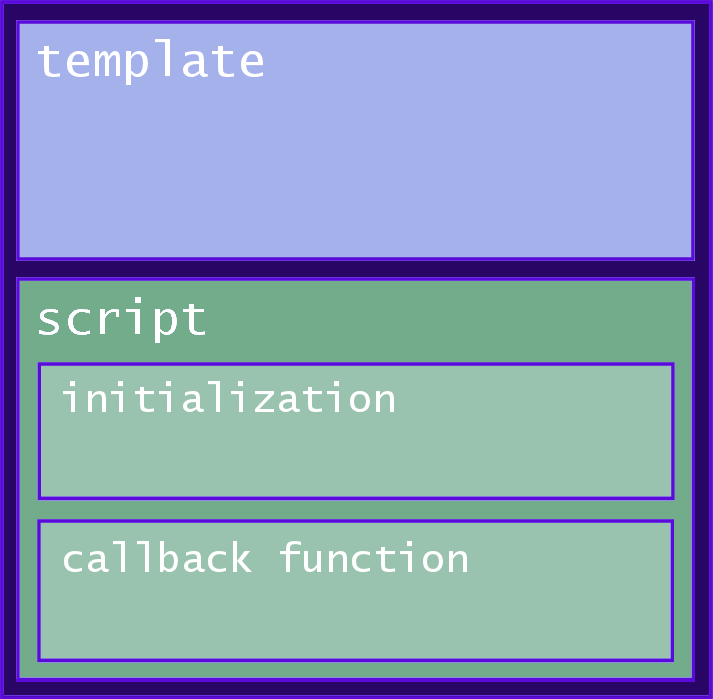 template
script
initialization
callback function